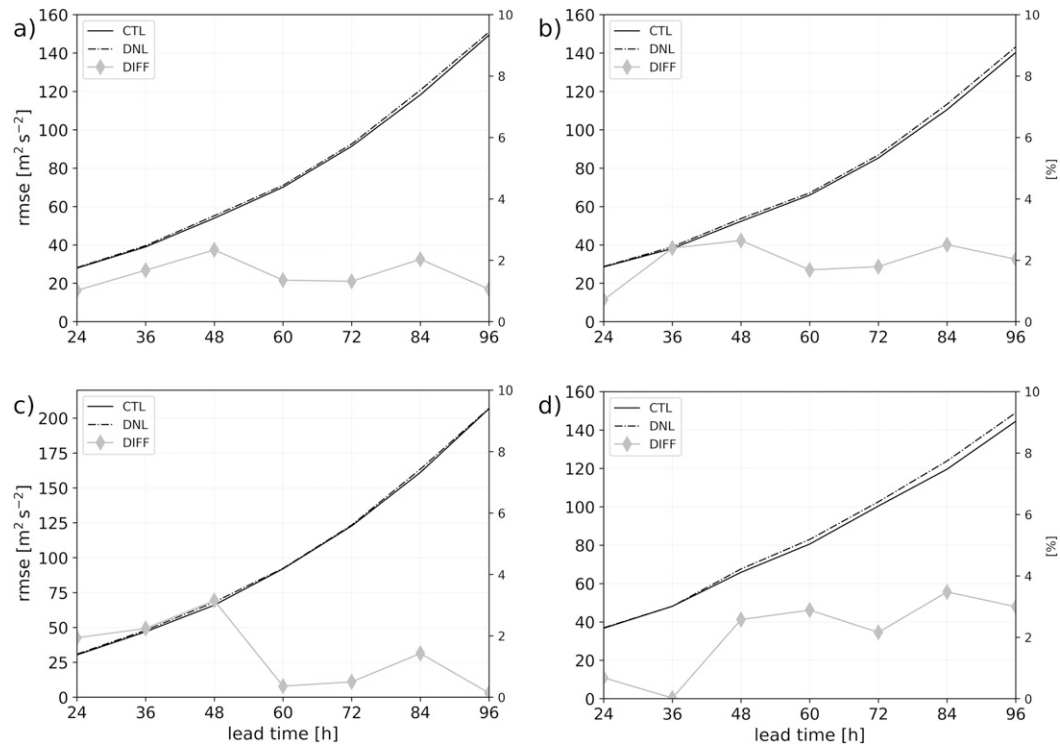 a)
CTL
DNL
DIFF
rmse [m² s⁻²]
160
140
120
100
80
60
40
20
0
10
8
6
4
2
0
24 36 48 60 72 84 96
b)
CTL
DNL
DIFF
160
140
120
100
80
60
40
20
0
10
8
6
4
2
0
[%]
24 36 48 60 72 84 96
c)
CTL
DNL
DIFF
rmse [m² s⁻²]
200
175
150
125
100
75
50
25
0
10
8
6
4
2
0
24 36 48 60 72 84 96
lead time [h]
d)
CTL
DNL
DIFF
160
140
120
100
80
60
40
20
0
10
8
6
4
2
0
[%]
24 36 48 60 72 84 96
lead time [h]